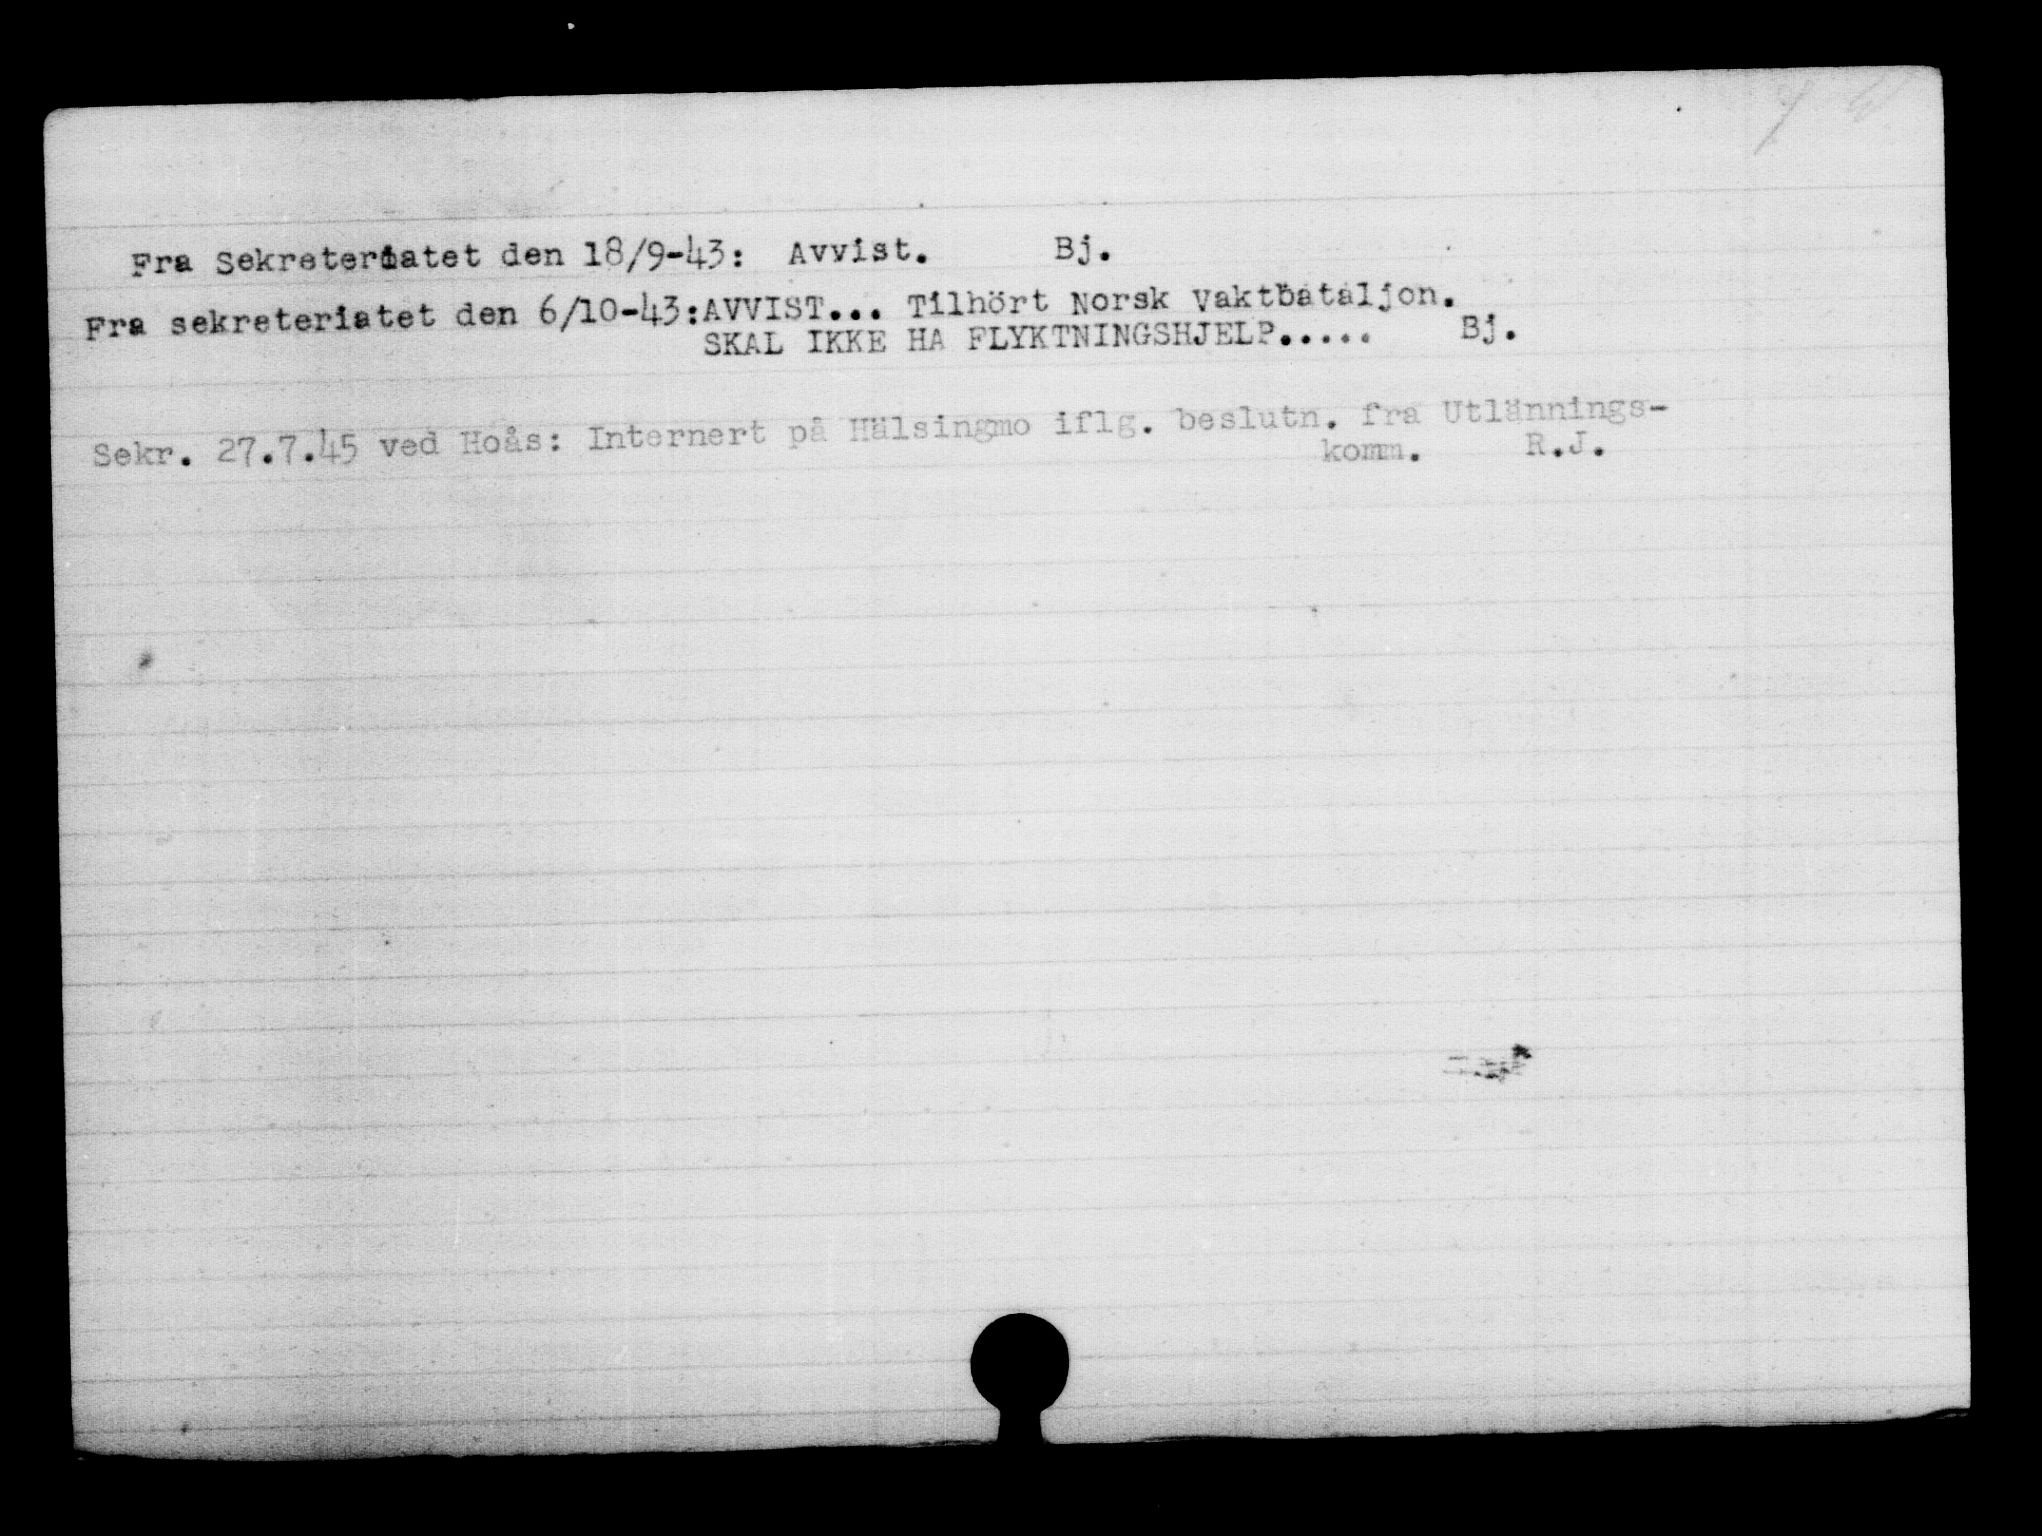 Fra Sekreteriatet den 18/9-43: Avvist. Bj.
Fra sekreteriatet den 6/10-43:AVVIST... Tilhört Norsk Vaktbataljon.
SKAL IKKE HA FLYKTNINGSHJELP..... Bj.
Sekr. 27.7.45 ved Hoås: Internert på Hälsingmo iflg. beslutn. fra Utlännings-
komm. R.J.